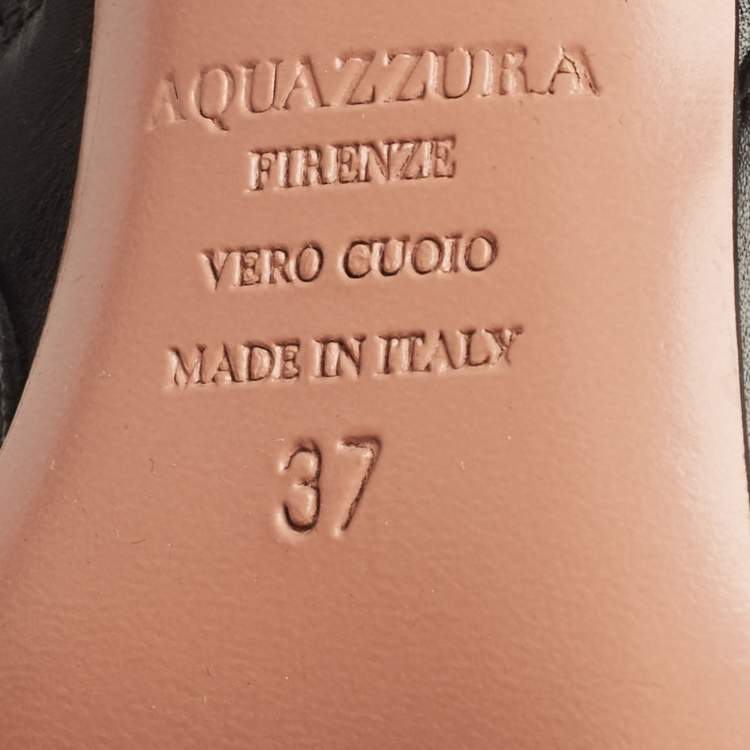 AQUAZZURA
FIRENZE
VERO CUOIO
MADE IN ITALY
37